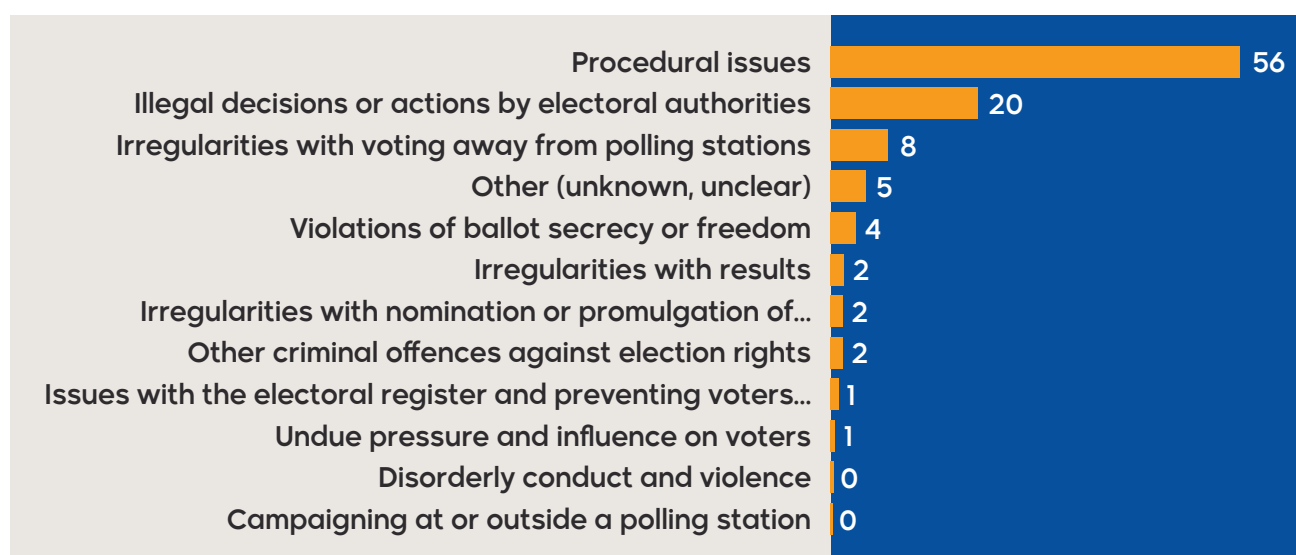 Procedural issues 56
Illegal decisions or actions by electoral authorities 20
Irregularities with voting away from polling stations 8
Other (unknown, unclear) 5
Violations of ballot secrecy or freedom 4
Irregularities with results 2
Irregularities with nomination or promulgation of... 2
Other criminal offences against election rights 2
Issues with the electoral register and preventing voters... 1
Undue pressure and influence on voters 1
Disorderly conduct and violence 0
Campaigning at or outside a polling station 0